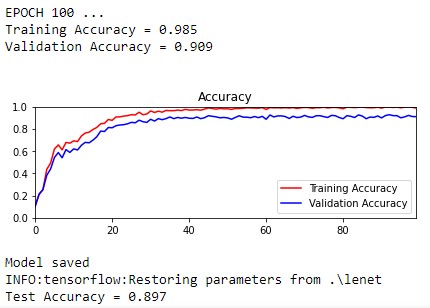 EPOCH 100 ...
Training Accuracy = 0.985
Validation Accuracy = 0.909
Accuracy
1.0
0.8
0.6
0.4
0.2
0.0
0 20 40 60 80
Training Accuracy
Validation Accuracy
Model saved
INFO:tensorflow:Restoring parameters from .\lenet
Test Accuracy = 0.897